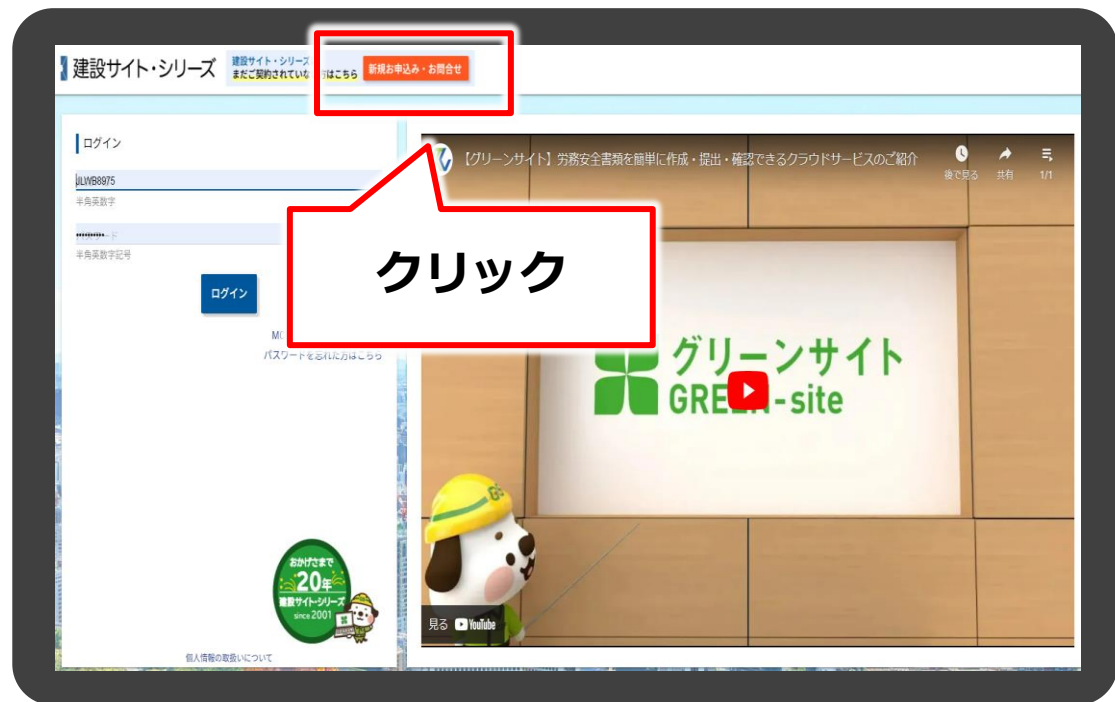 建設サイト・シリーズ
建設サイト・シリーズ
まだご契約されていな
はこちら
新規お申込み・お問合せ
ログイン
JLWB8975
半角英数字
半角英数字記号
ログイン
パスワードを忘れた方はこちら
おかげさまで
20年
建設サイト・シリーズ
since 2001
個人情報の取扱いについて
【グリーンサイト】労務安全書類を簡単に作成・提出・確認できるクラウドサービスのご紹介
後で見る
共有
1/1
クリック
グリーンサイト
GREEN-site
GS
見る YouTube